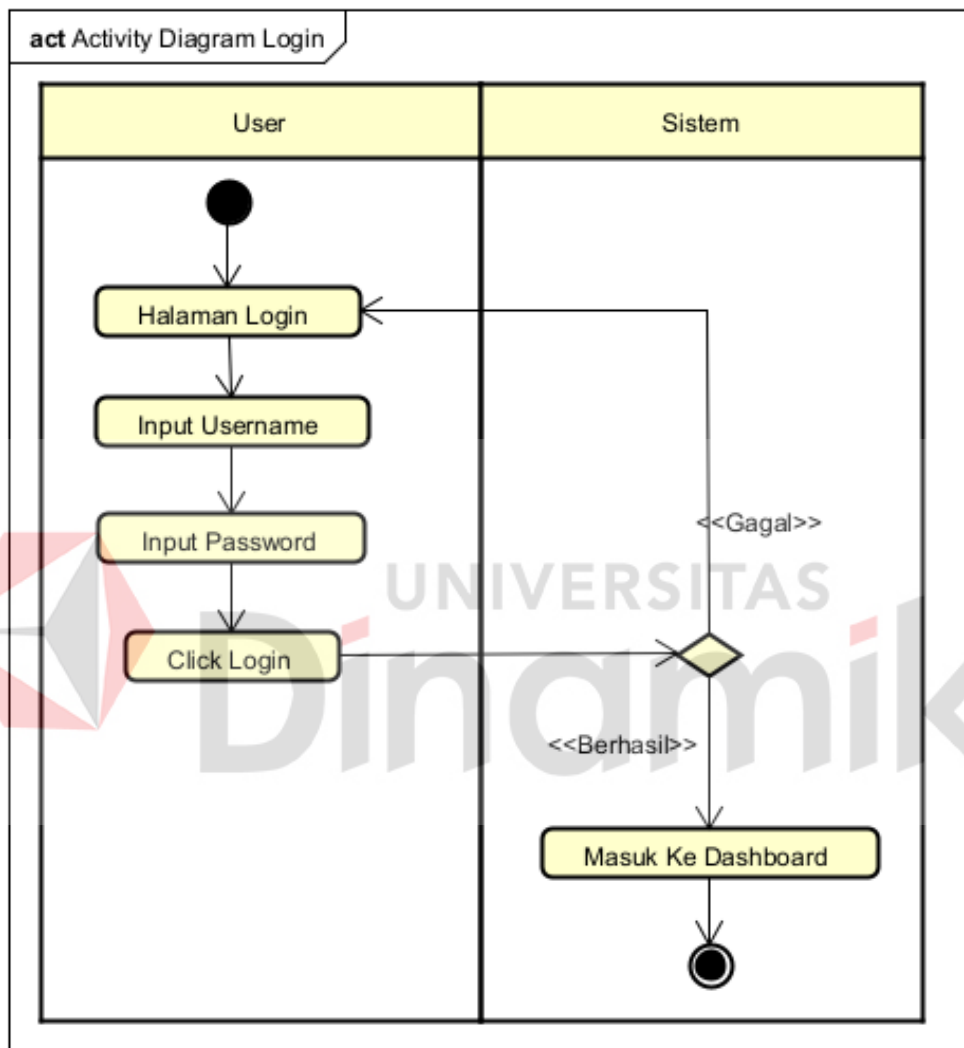 act Activity Diagram Login
User
Sistem
Halaman Login
Input Username
<<Gagal>>
Input Password
UNIVERSITAS
Dinamik
Click Login
<<Berhasil>>
Masuk Ke Dashboard